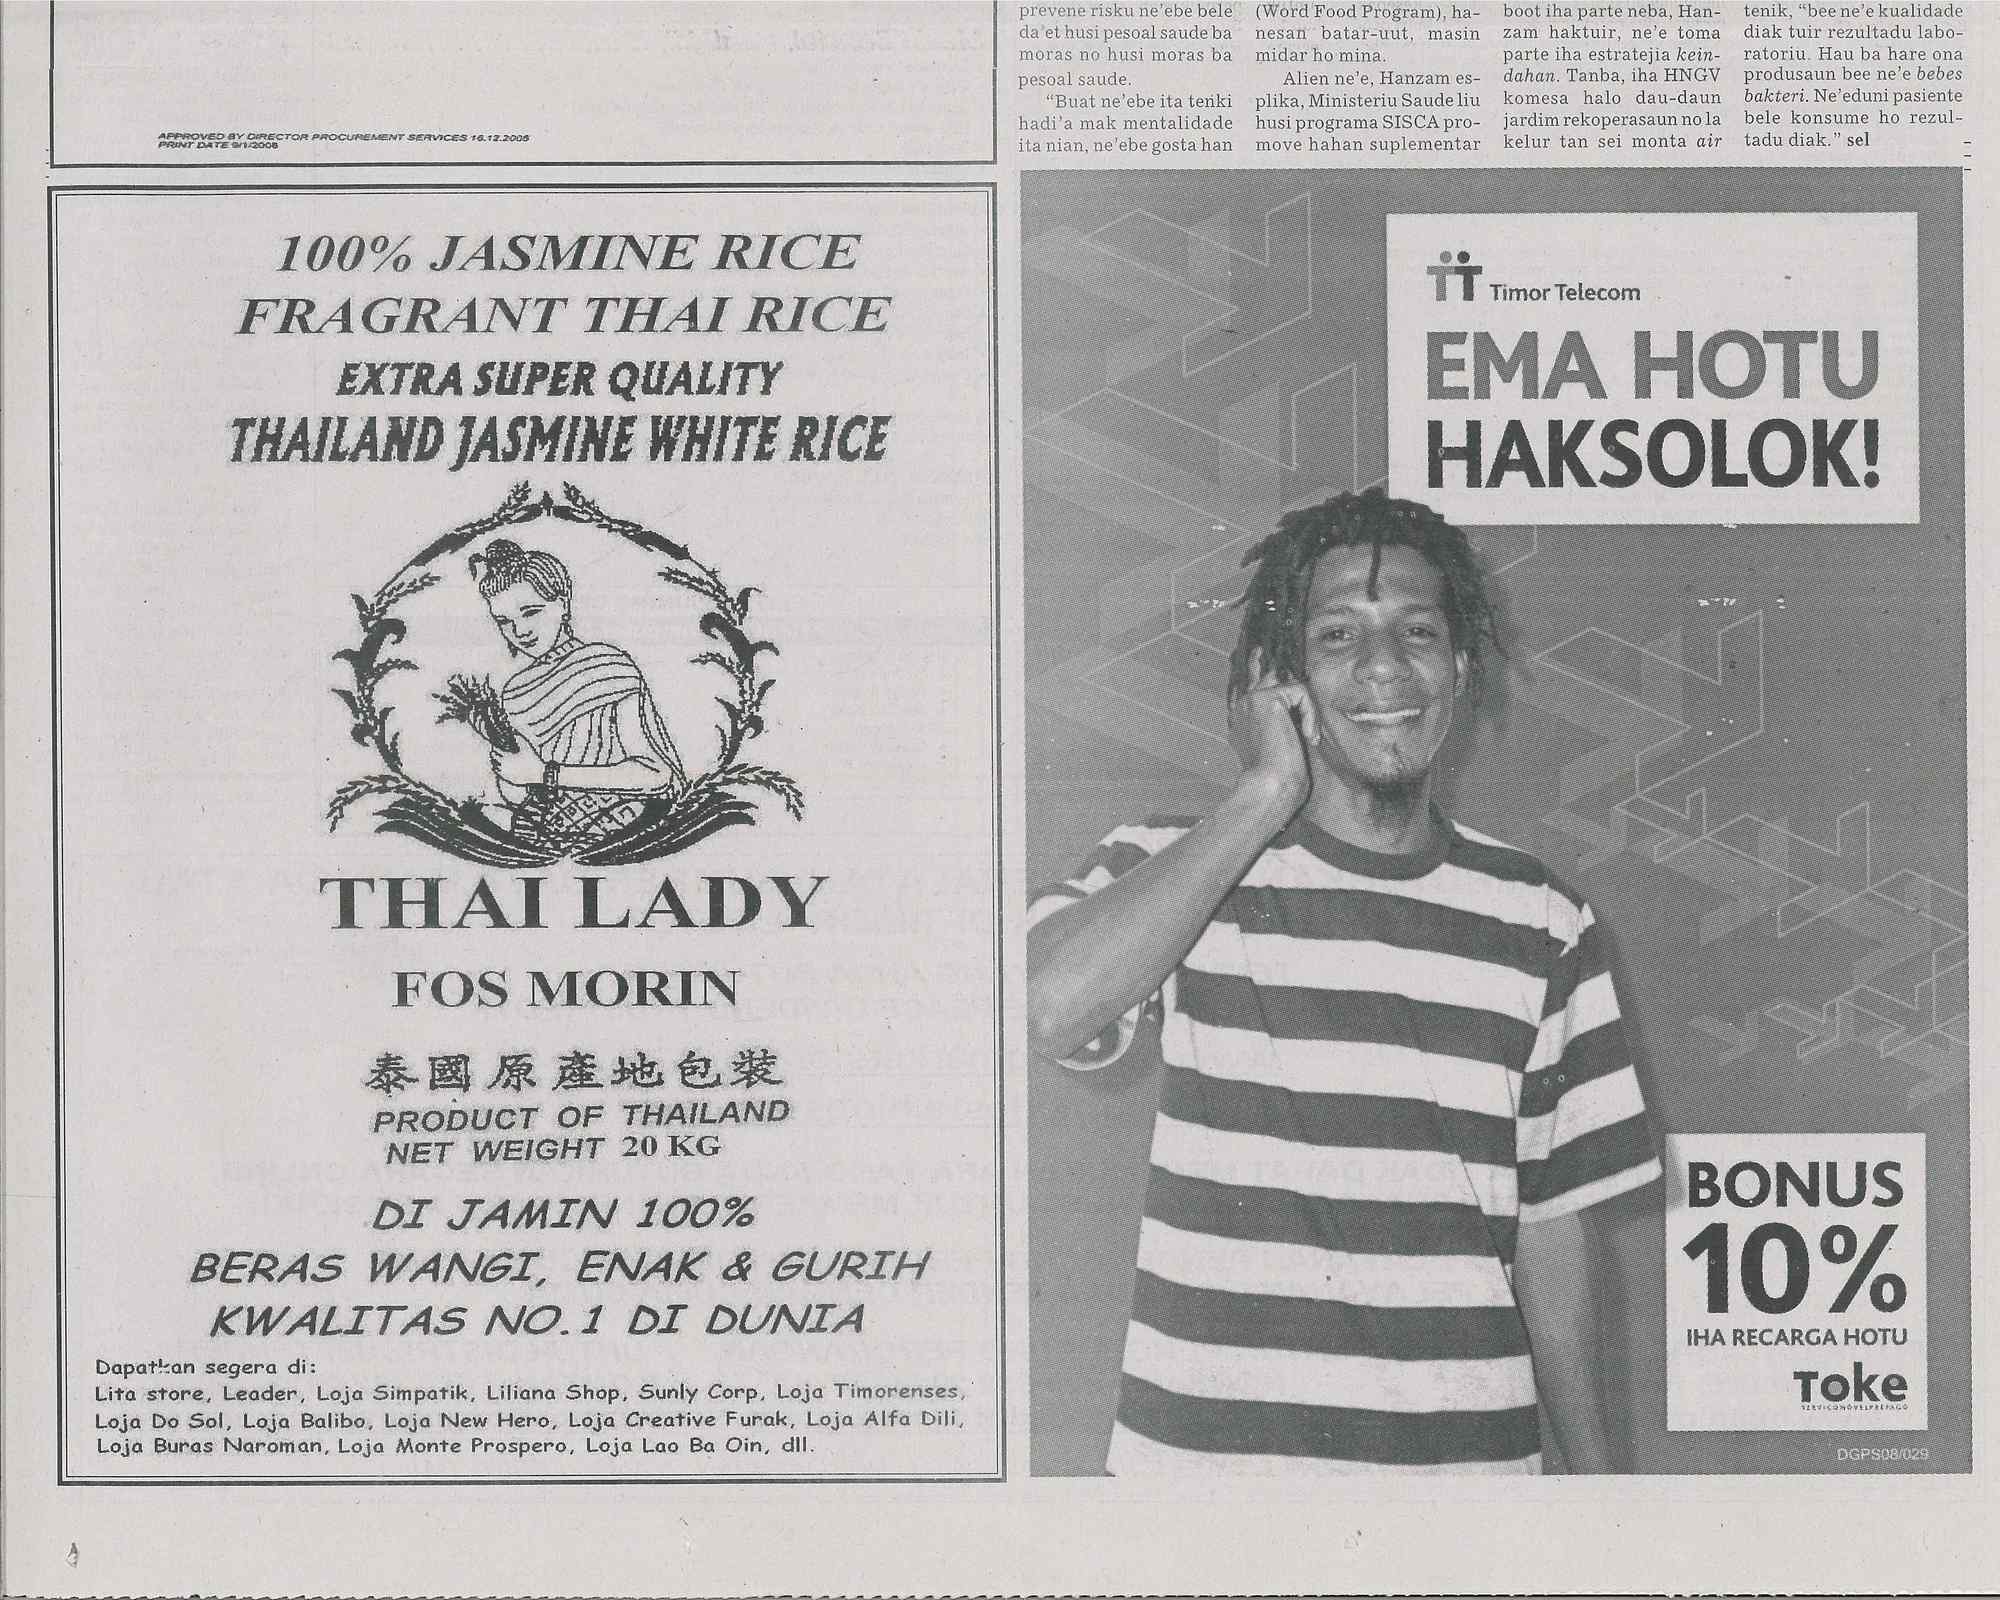 APPROVED BY DIRECTOR PROCUREMENT SERVICES 16.12.2005
PRINT DATE 9/1/2008
prevene risku ne'ebe bele
da'et husi pesoal saude ba
moras no husi moras ba
pesoal saude.
"Buat ne'ebe ita tenki
hadi'a mak mentalidade
ita nian, ne'ebe gosta han
(Word Food Program), ha-
nesan batar-uut, masin
midar ho mina.
Alien ne'e, Hanzam es-
plika, Ministeriu Saude liu
husi programa SISCA pro-
move hahan suplementar
boot iha parte neba, Han-
zam haktuir, ne'e toma
parte iha estratejia kein-
dahan. Tanba, iha HNGV
komesa halo dau-daun
jardim rekoperasaun no la
kelur tan sei monta air
tenik, "bee ne'e kualidade
diak tuir rezultadu labo-
ratoriu. Hau ba hare ona
produsaun bee ne'e bebes
bakteri. Ne'eduni pasiente
bele konsume ho rezul-
tadu diak." sel
100% JASMINE RICE
FRAGRANT THAI RICE
EXTRA SUPER QUALITY
THAILAND JASMINE WHITE RICE
THAI LADY
FOS MORIN
泰國原產地包裝
PRODUCT OF THAILAND
NET WEIGHT 20 KG
DI JAMIN 100%
BERAS WANGI, ENAK & GURIH
KWALITAS NO.1 DI DUNIA
Dapatkan segera di:
Lita store, Leader, Loja Simpatik, Liliana Shop, Sunly Corp, Loja Timorenses,
Loja Do Sol, Loja Balibo, Loja New Hero, Loja Creative Furak, Loja Alfa Dili,
Loja Buras Naroman, Loja Monte Prospero, Loja Lao Ba Oin, dll.
Timor Telecom
EMA HOTU
HAKSOLOK!
BONUS
10%
IHA RECARGA HOTU
Toke
SERVIÇO MÓVEL PRÉ PAGO
DGPS08/029